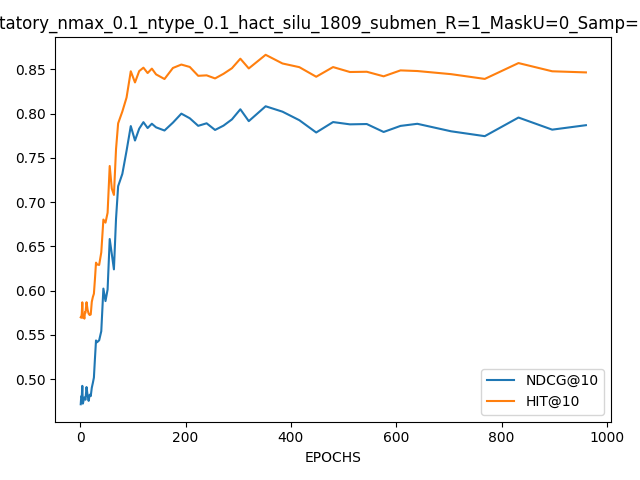 tatory_nmax_0.1_ntype_0.1_hact_silu_1809_submen_R=1_MaskU=0_Samp=
0.85
0.80
0.75
0.70
0.65
0.60
0.55
0.50
NDCG@10
HIT@10
0 200 400 600 800 1000
EPOCHS